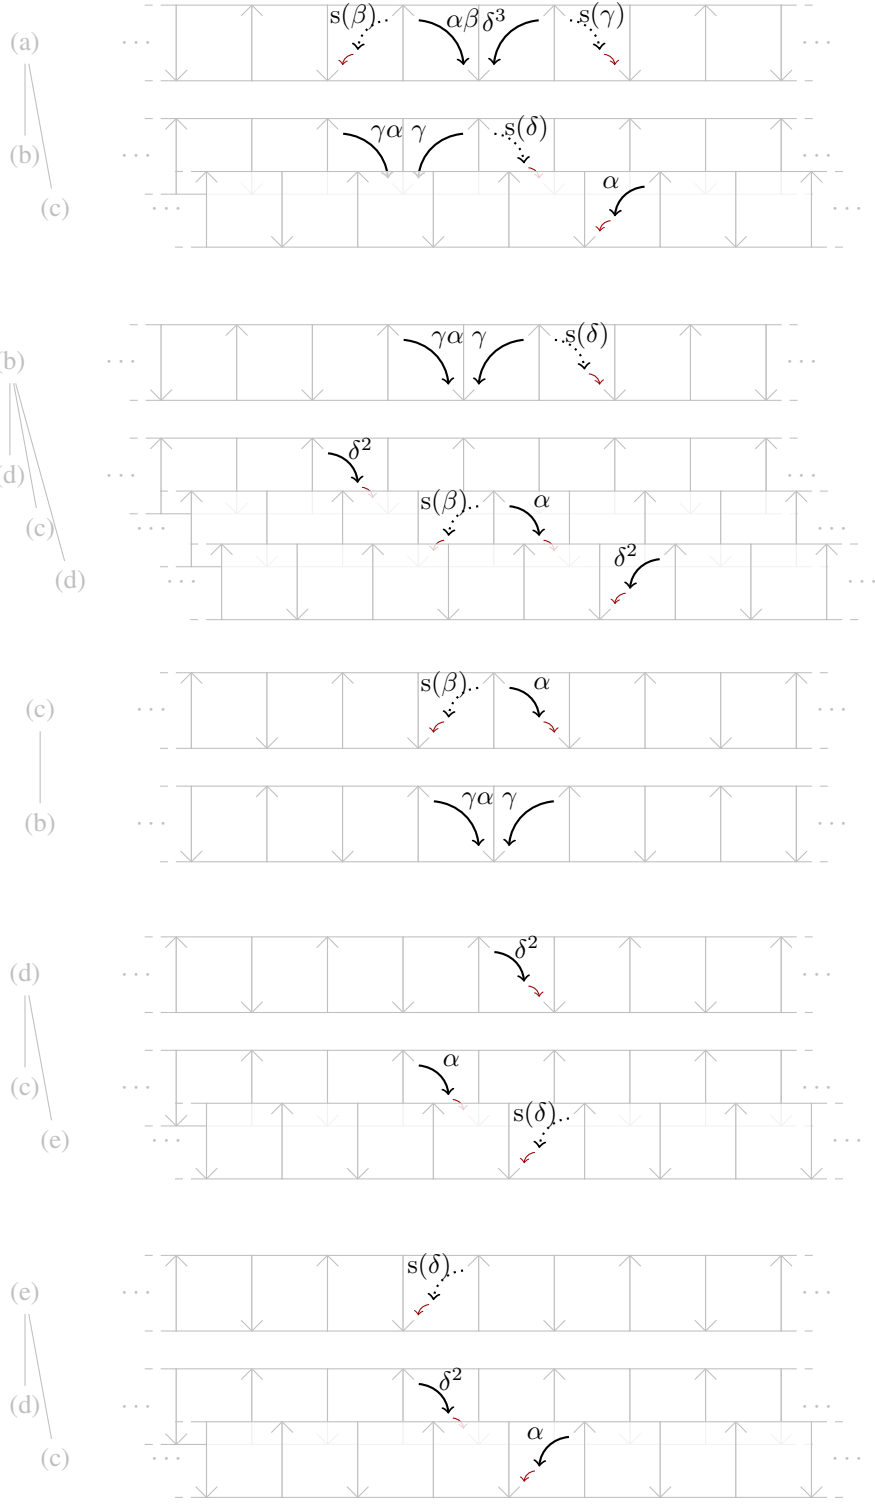 s(β) αβ δ³ s(γ)
(a) ··· ···
γα γ s(δ)
(b) ···
α
(c) ··· ···
γα γ s(δ)
(b) ··· ···
δ²
(d) ··· ···
s(β) α
(c) ··· ···
δ²
(d) ··· ···
s(β) α
(c) ··· ···
γα γ
(b) ··· ···
δ²
(d) ··· ···
α
(c) ··· ···
s(δ)
(e) ··· ···
s(δ)
(e) ··· ···
δ²
(d) ··· ···
α
(c) ··· ···